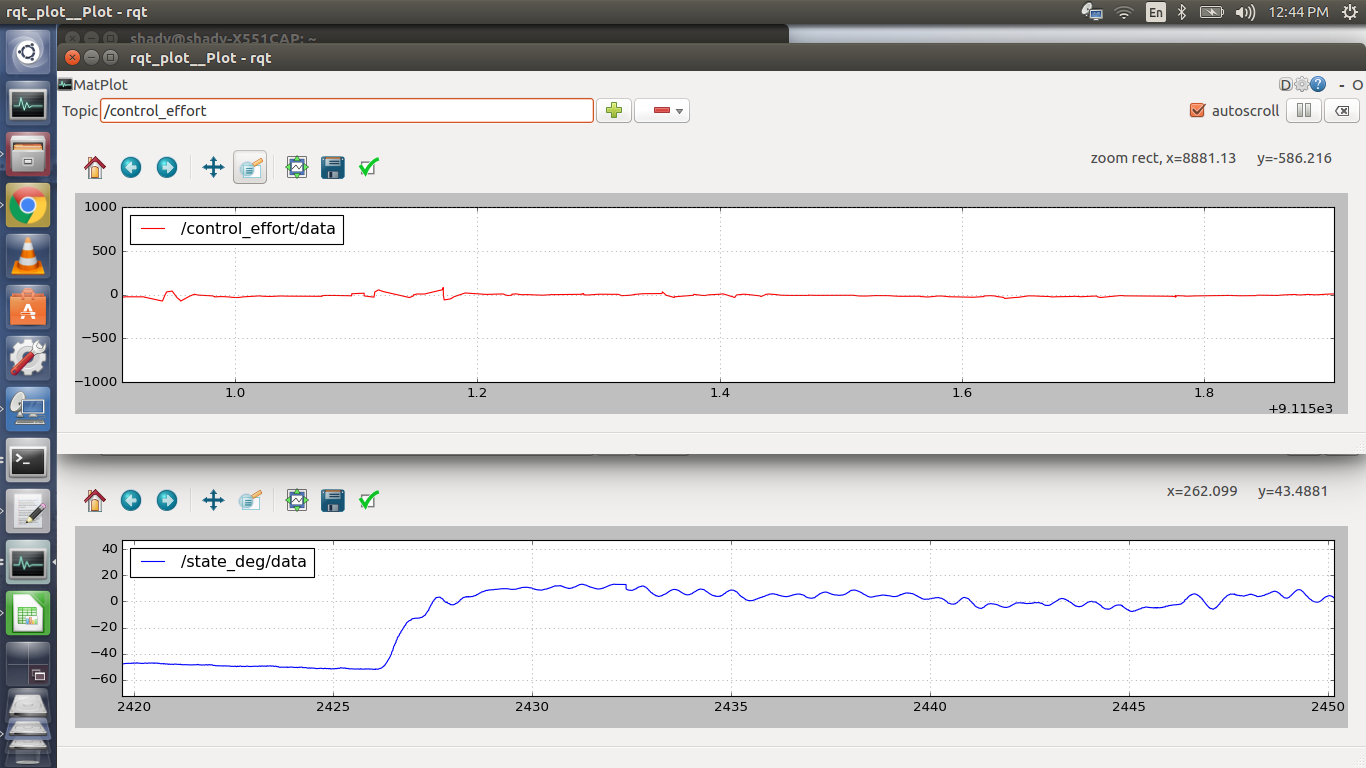 rqt_plot__Plot - rqt
En
12:44 PM
shady@shady-X551CAP: ~
rqt_plot__Plot - rqt
MatPlot
D
- O
Topic /control_effort
autoscroll
zoom rect, x=8881.13 y=-586.216
1000
500
0
−500
−1000
/control_effort/data
1.0 1.2 1.4 1.6 1.8
+9.115e3
x=262.099 y=43.4881
40
20
0
−20
−40
−60
/state_deg/data
2420 2425 2430 2435 2440 2445 2450